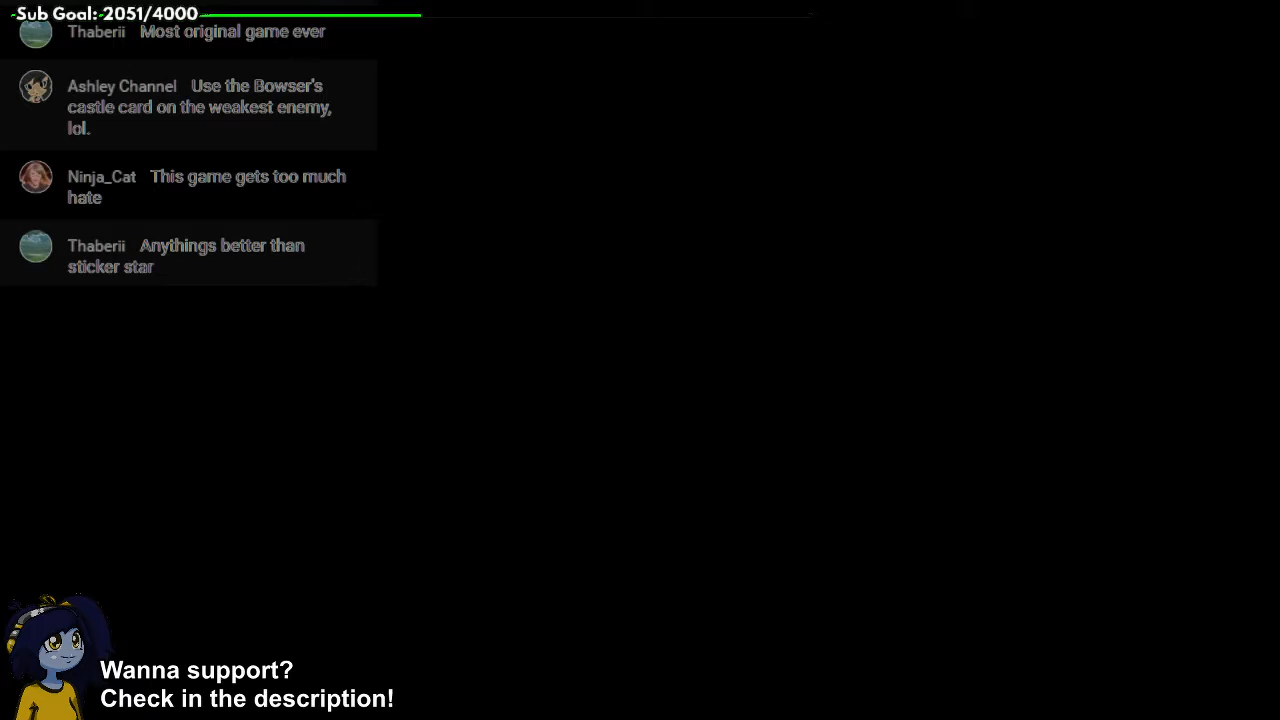 Sub Goal: 2051/4000
Thaberii Most original game ever
Ashley Channel Use the Bowser's
castle card on the weakest enemy,
lol.
Ninja_Cat This game gets too much
hate
Thaberii Anythings better than
sticker star
Wanna support?
Check in the description!